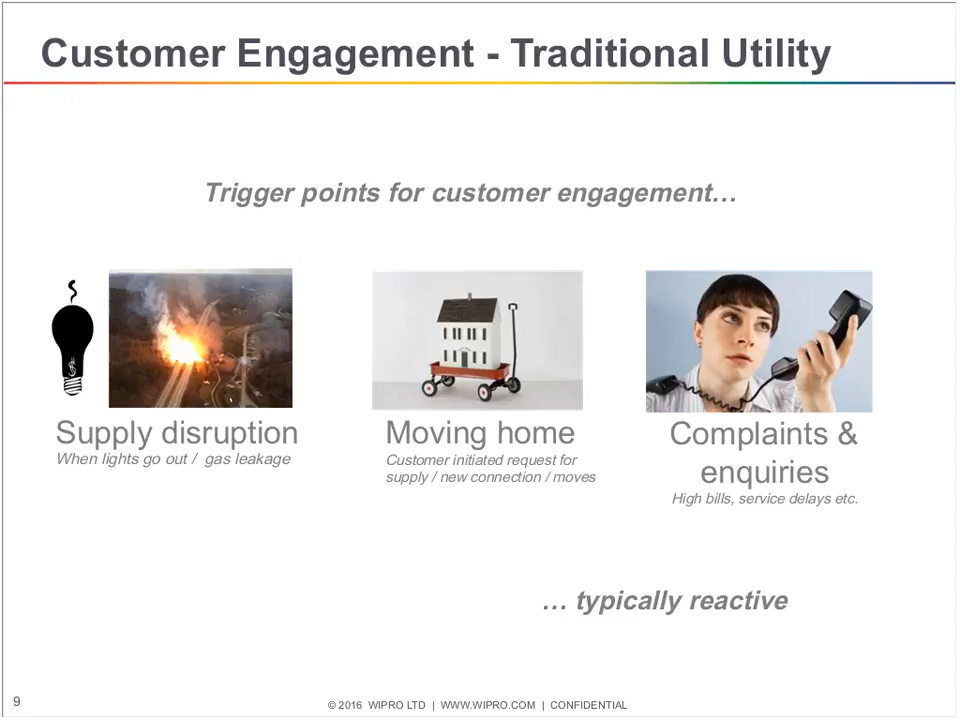 Customer Engagement - Traditional Utility
Trigger points for customer engagement…
Supply disruption
When lights go out / gas leakage
Moving home
Customer initiated request for
supply / new connection / moves
Complaints &
enquiries
High bills, service delays etc.
… typically reactive
9
© 2016 WIPRO LTD | WWW.WIPRO.COM | CONFIDENTIAL